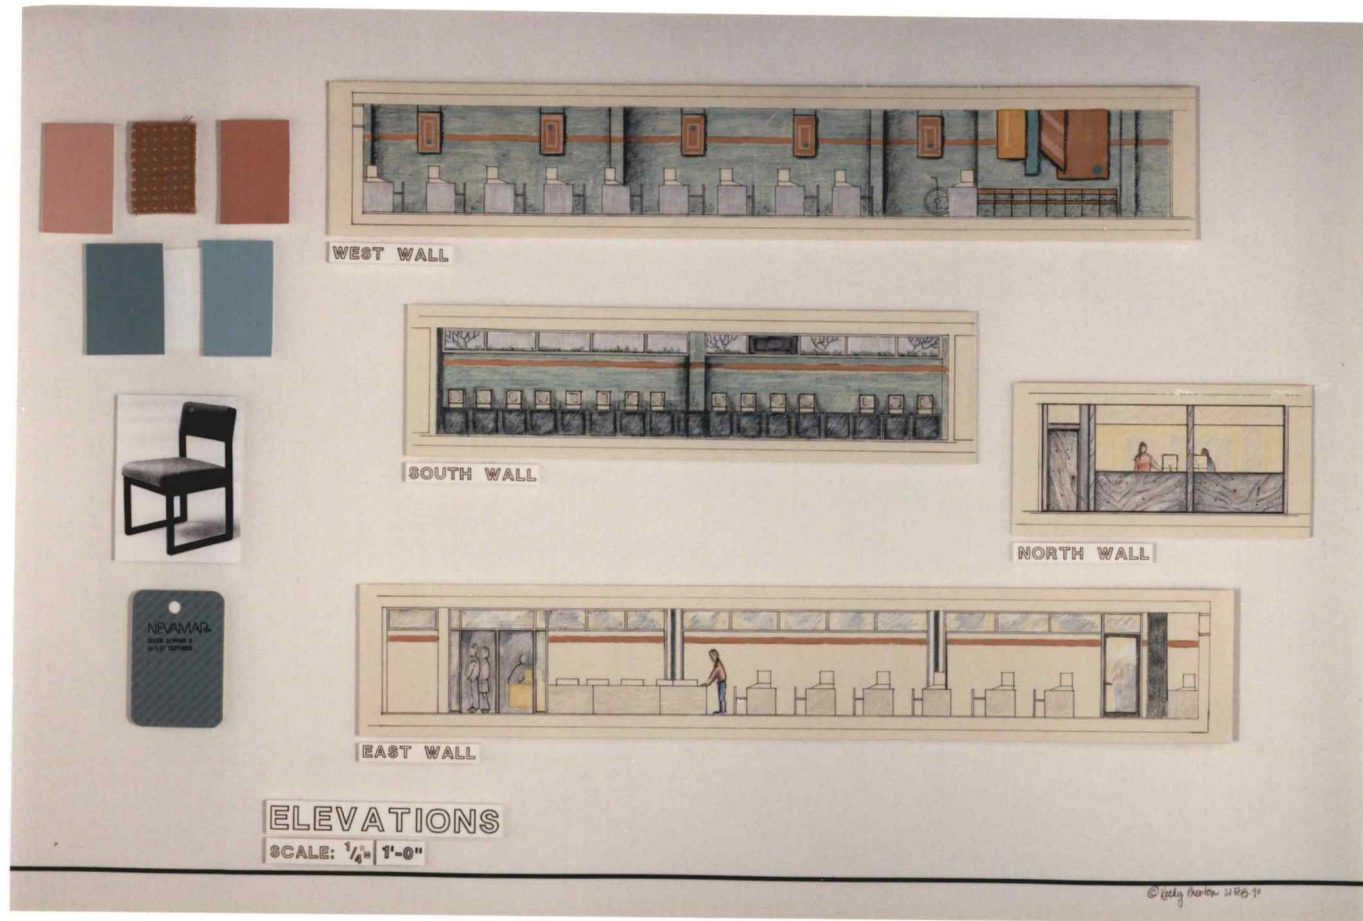 WEST WALL
SOUTH WALL
NORTH WALL
NEVAMAR
EAST WALL
ELEVATIONS
SCALE: 1/4"= 1'-0"
©